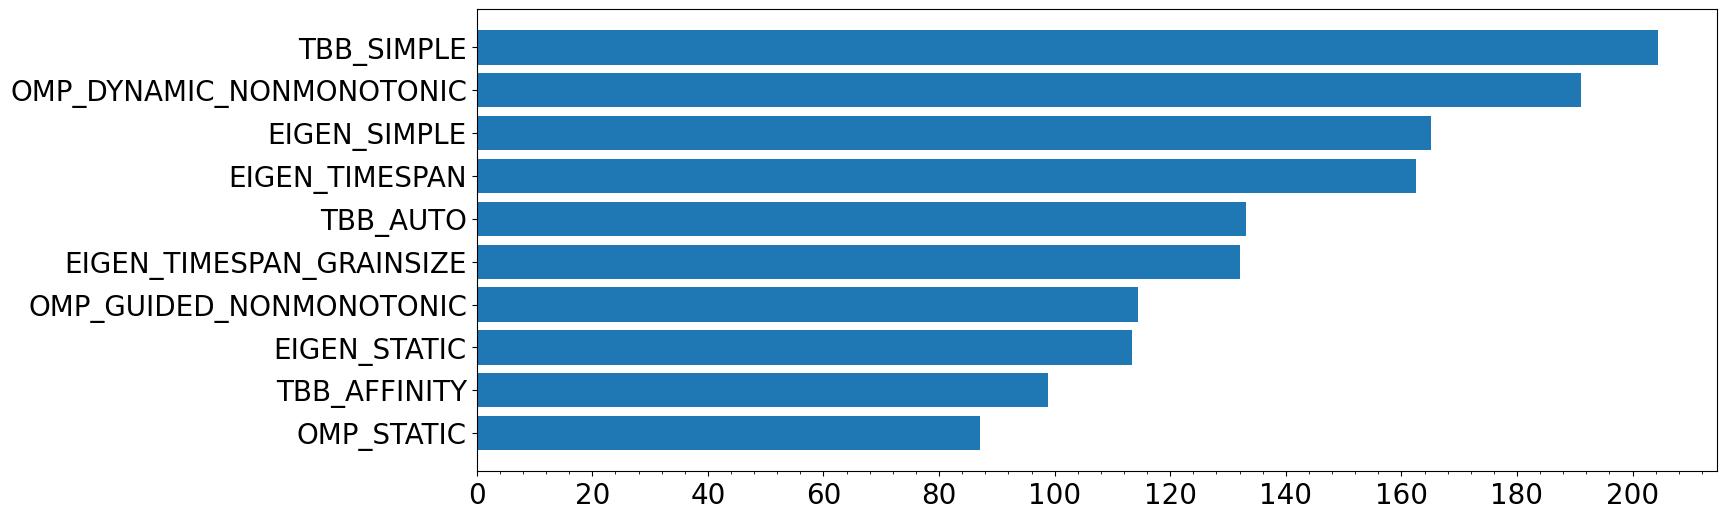 TBB_SIMPLE
OMP_DYNAMIC_NONMONOTONIC
EIGEN_SIMPLE
EIGEN_TIMESPAN
TBB_AUTO
EIGEN_TIMESPAN_GRAINSIZE
OMP_GUIDED_NONMONOTONIC
EIGEN_STATIC
TBB_AFFINITY
OMP_STATIC
0 20 40 60 80 100 120 140 160 180 200